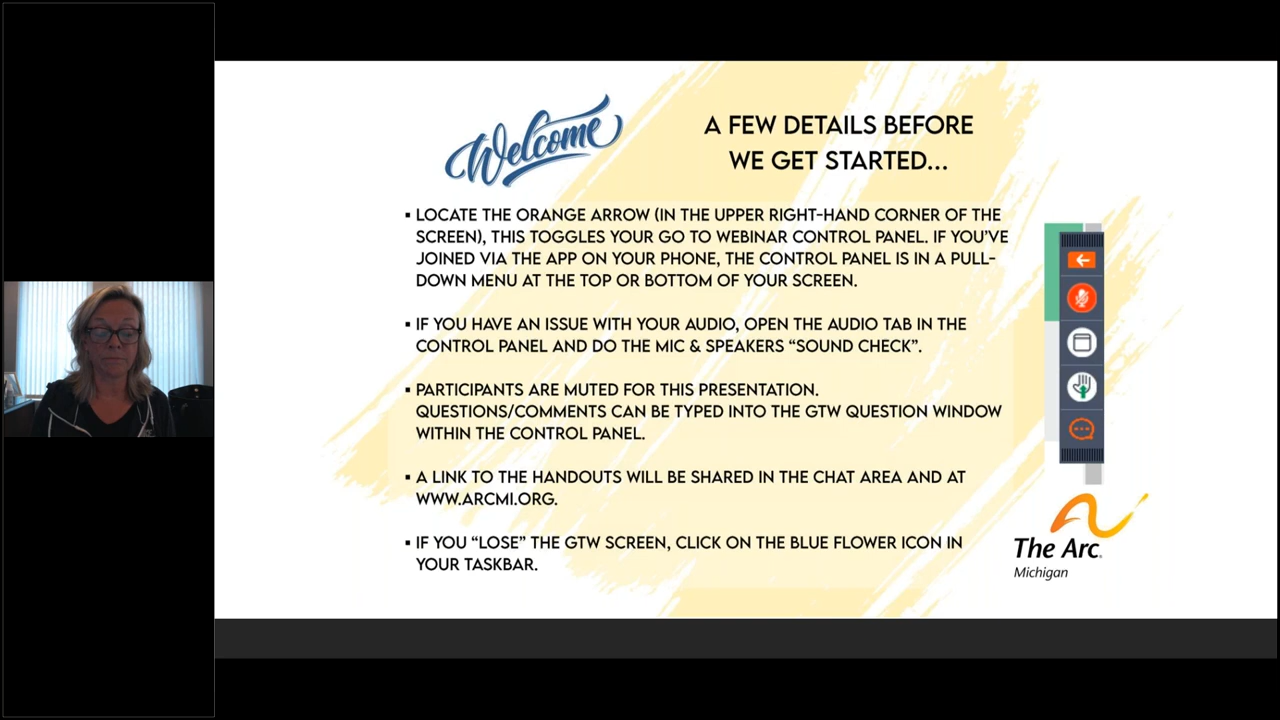 Welcome
A FEW DETAILS BEFORE
WE GET STARTED...
▪ LOCATE THE ORANGE ARROW (IN THE UPPER RIGHT-HAND CORNER OF THE
SCREEN), THIS TOGGLES YOUR GO TO WEBINAR CONTROL PANEL. IF YOU'VE
JOINED VIA THE APP ON YOUR PHONE, THE CONTROL PANEL IS IN A PULL-
DOWN MENU AT THE TOP OR BOTTOM OF YOUR SCREEN.
▪ IF YOU HAVE AN ISSUE WITH YOUR AUDIO, OPEN THE AUDIO TAB IN THE
CONTROL PANEL AND DO THE MIC & SPEAKERS “SOUND CHECK”.
▪ PARTICIPANTS ARE MUTED FOR THIS PRESENTATION.
QUESTIONS/COMMENTS CAN BE TYPED INTO THE GTW QUESTION WINDOW
WITHIN THE CONTROL PANEL.
▪ A LINK TO THE HANDOUTS WILL BE SHARED IN THE CHAT AREA AND AT
WWW.ARCMI.ORG.
▪ IF YOU “LOSE” THE GTW SCREEN, CLICK ON THE BLUE FLOWER ICON IN
YOUR TASKBAR.
The Arc.
Michigan